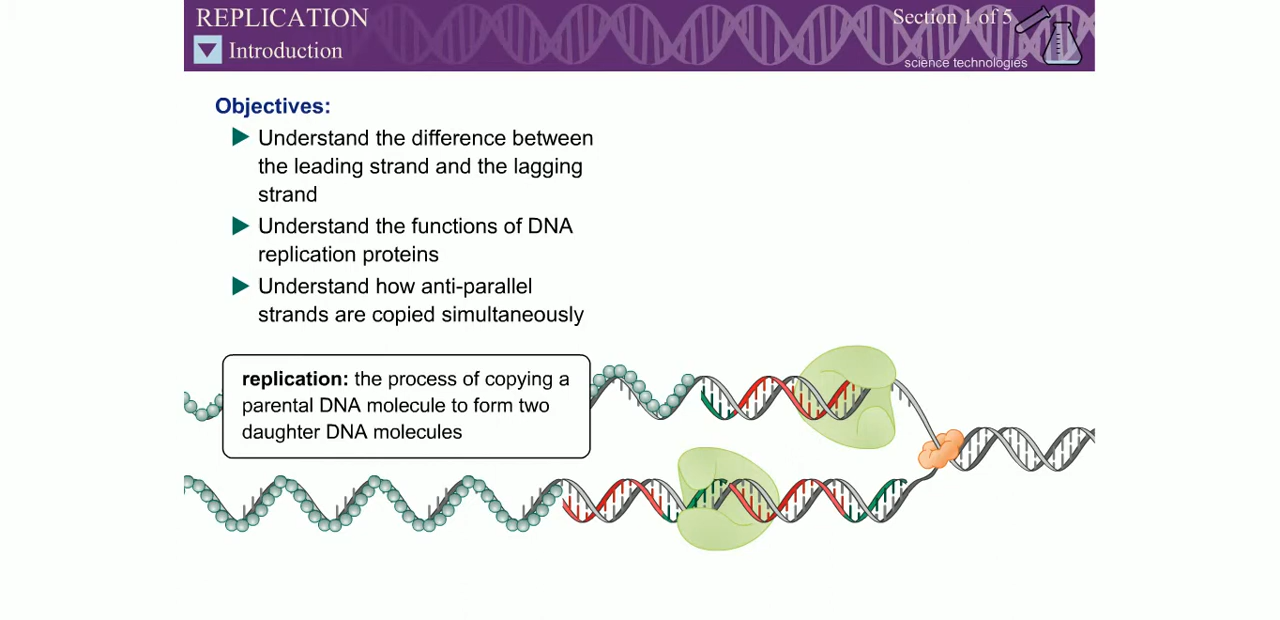 REPLICATION
Section 1 of 5
Introduction
science technologies
Objectives:
Understand the difference between
the leading strand and the lagging
strand
Understand the functions of DNA
replication proteins
Understand how anti-parallel
strands are copied simultaneously
replication: the process of copying a
parental DNA molecule to form two
daughter DNA molecules